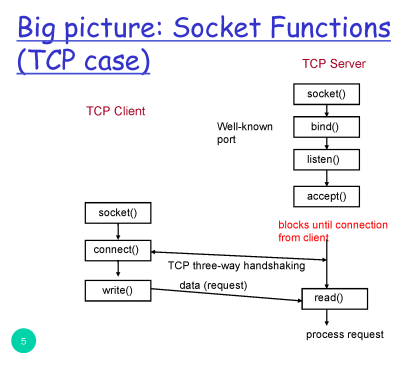 Big picture: Socket Functions
(TCP case)
TCP Server
socket()
TCP Client
Well-known
port
bind()
listen()
accept()
socket()
blocks until connection
from client
connect()
TCP three-way handshaking
data (request)
write()
read()
process request
5